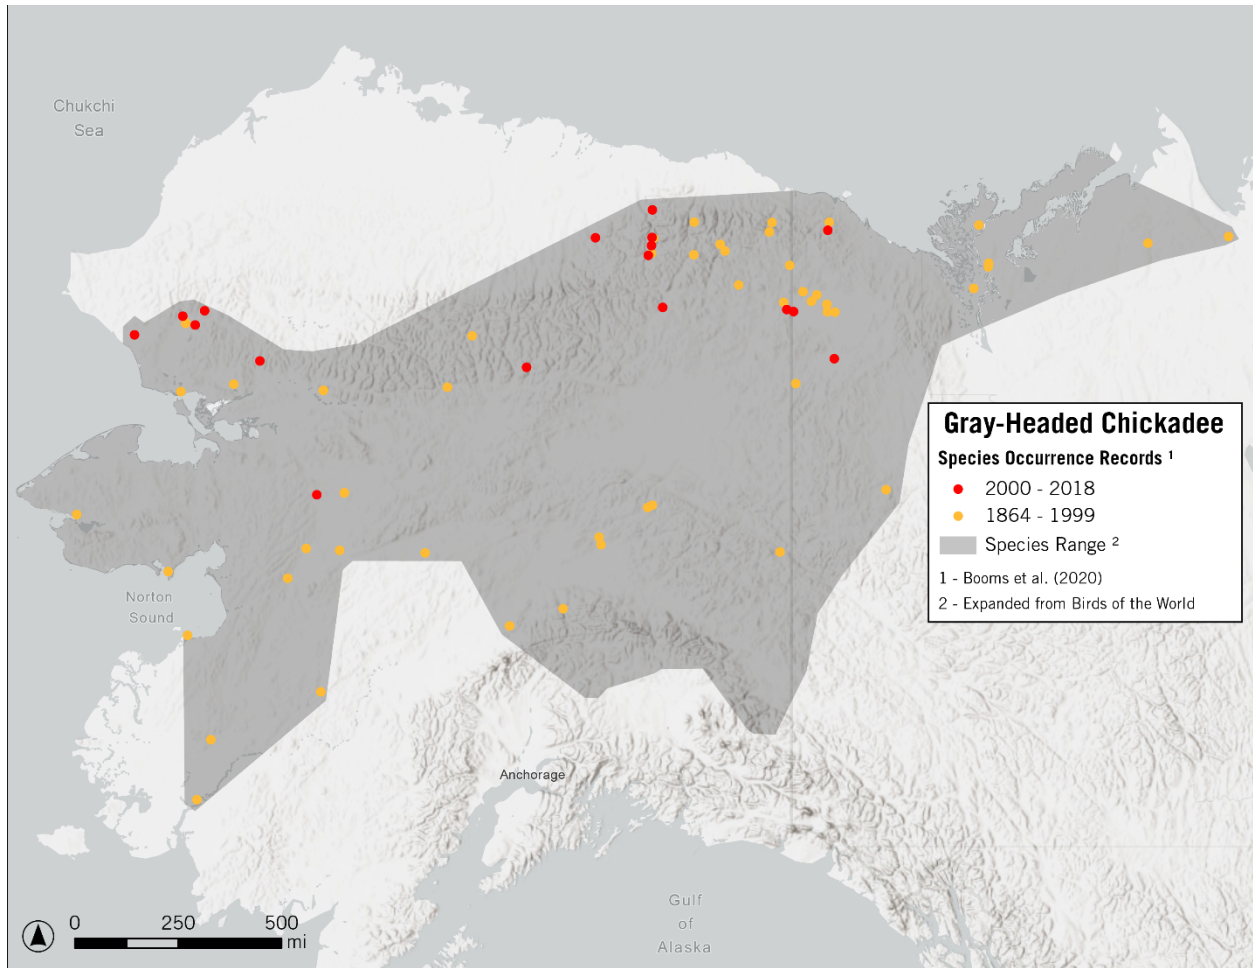 Chukchi
Sea
Gray-Headed Chickadee
Species Occurrence Records ¹
2000 - 2018
1864 - 1999
Species Range ²
1 - Booms et al. (2020)
2 - Expanded from Birds of the World
Norton
Sound
Anchorage
Gulf
of
Alaska
0 250 500
mi